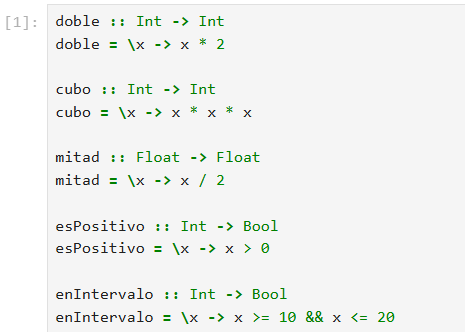 [1]:
doble :: Int -> Int
doble = \x -> x * 2
cubo :: Int -> Int
cubo = \x -> x * x * x
mitad :: Float -> Float
mitad = \x -> x / 2
esPositivo :: Int -> Bool
esPositivo = \x -> x > 0
enIntervalo :: Int -> Bool
enIntervalo = \x -> x >= 10 && x <= 20